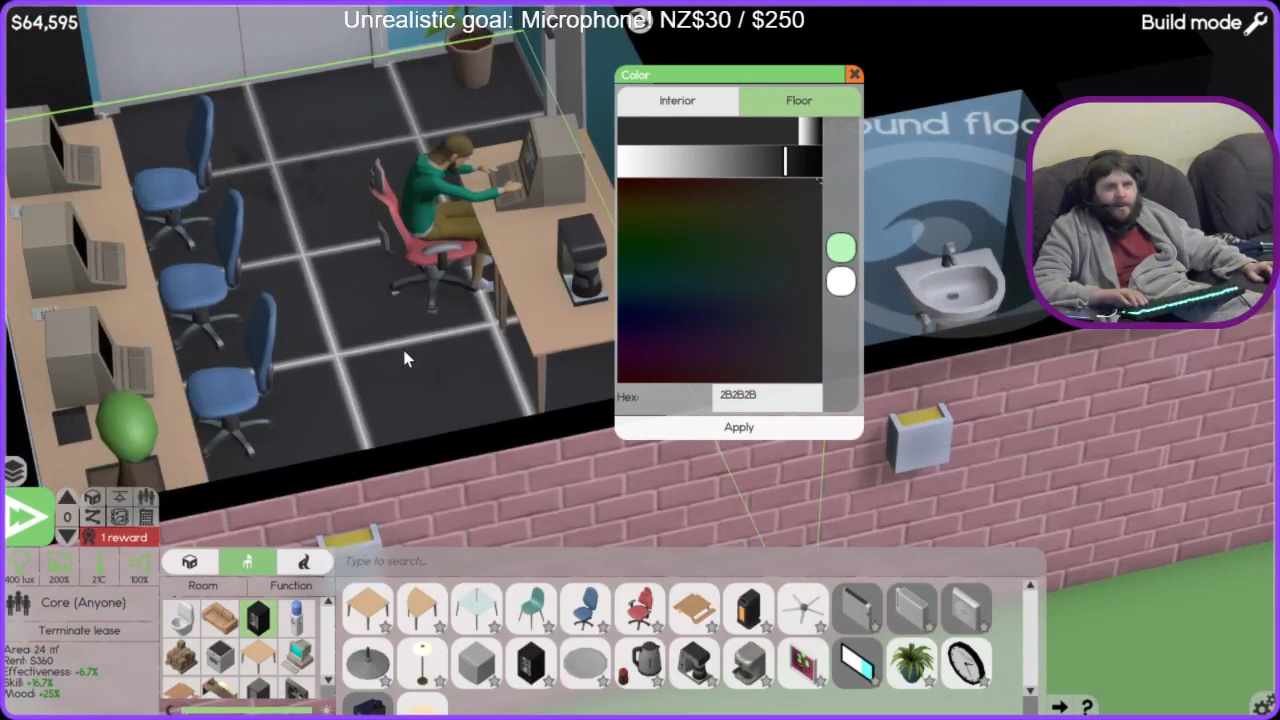 $64,595
Unrealistic goal: Microphone! NZ$30 / $250
Build mode
Color
Interior
Floor
Hex:
2B2B2B
Apply
ound floo
0
1 reward
400 lux
200%
21C
100%
Core (Anyone)
Terminate lease
Area: 24 m²
Rent: $360
Effectiveness: +6,7%
Skill: +16,7%
Mood: +25%
Room
Function
Type to search...
?